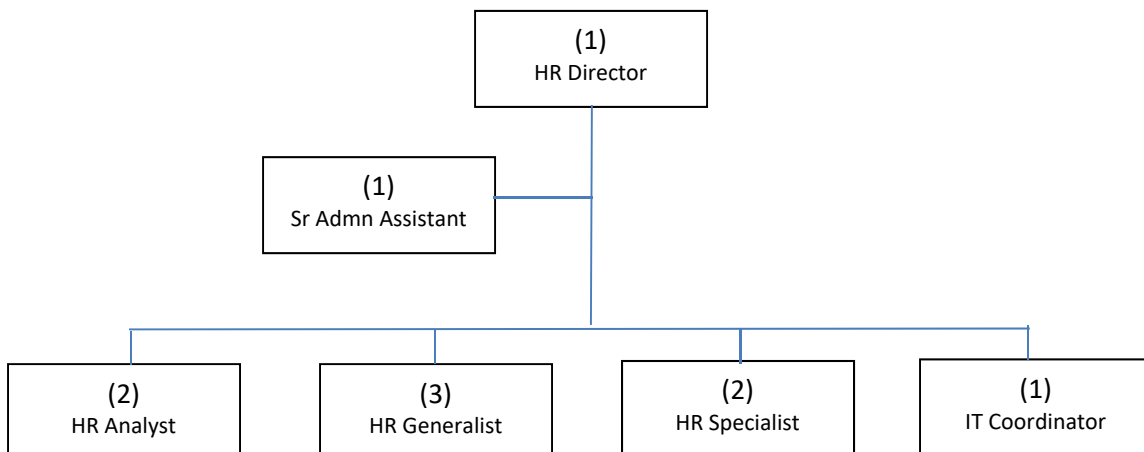 (1)
HR Director
(1)
Sr Admn Assistant
(2)
HR Analyst
(3)
HR Generalist
(2)
HR Specialist
(1)
IT Coordinator